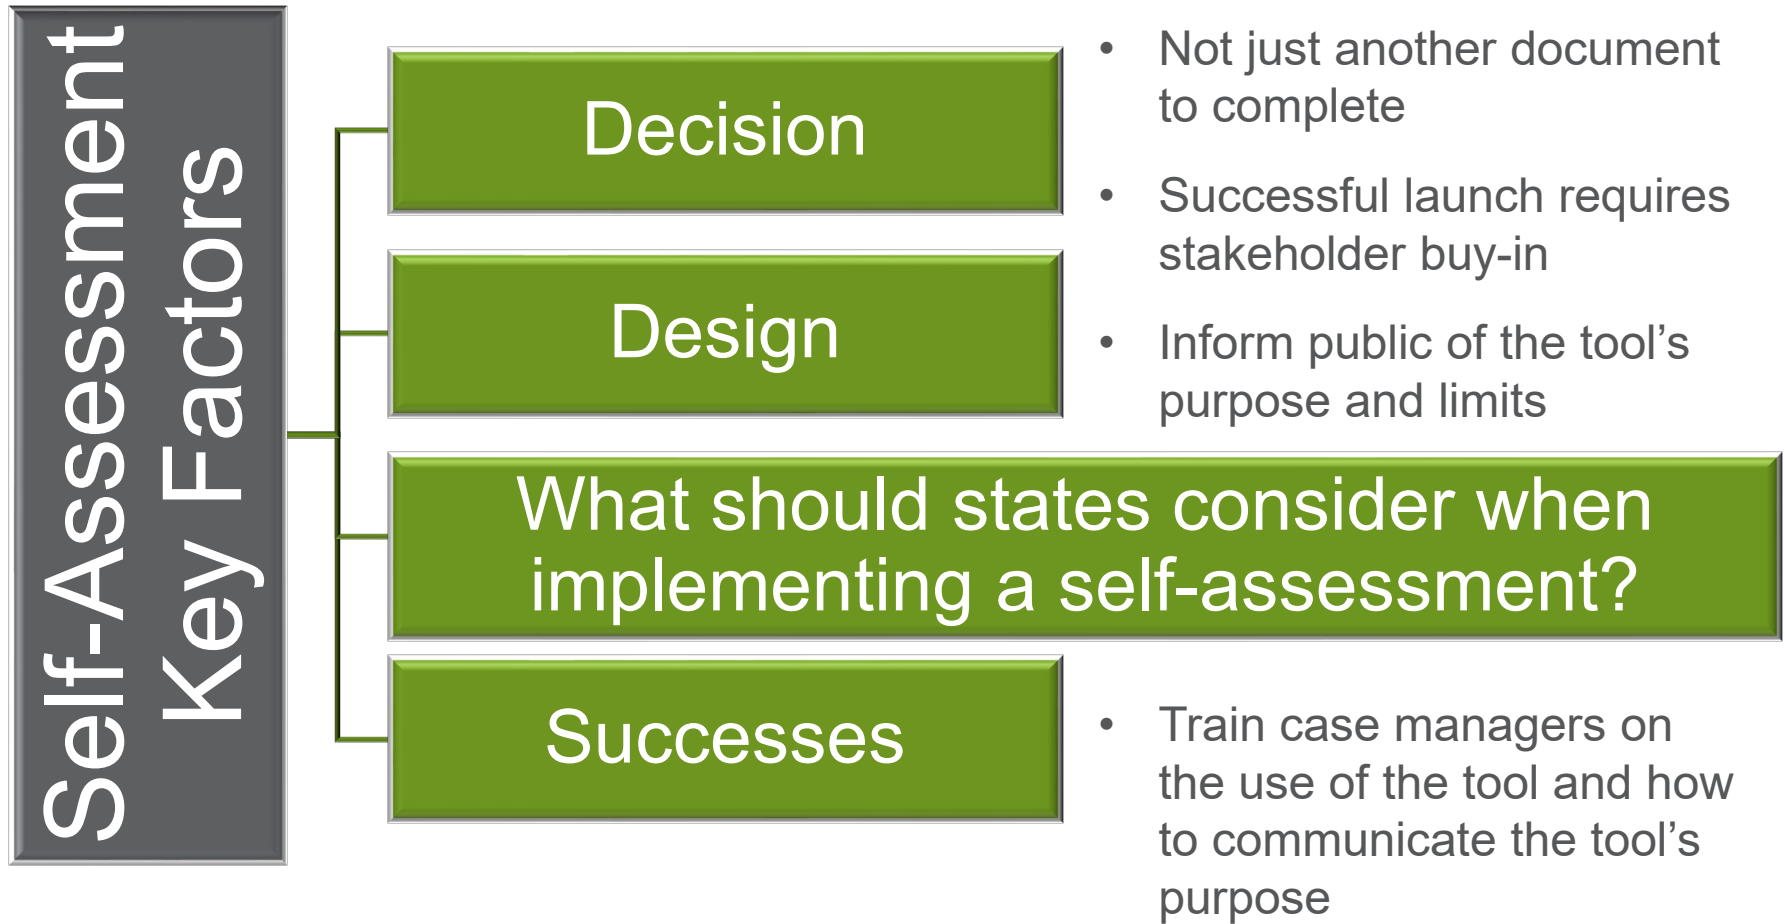 Self-Assessment
Key Factors
Decision
Design
What should states consider when
implementing a self-assessment?
Successes
• Not just another document
to complete
• Successful launch requires
stakeholder buy-in
• Inform public of the tool’s
purpose and limits
• Train case managers on
the use of the tool and how
to communicate the tool’s
purpose